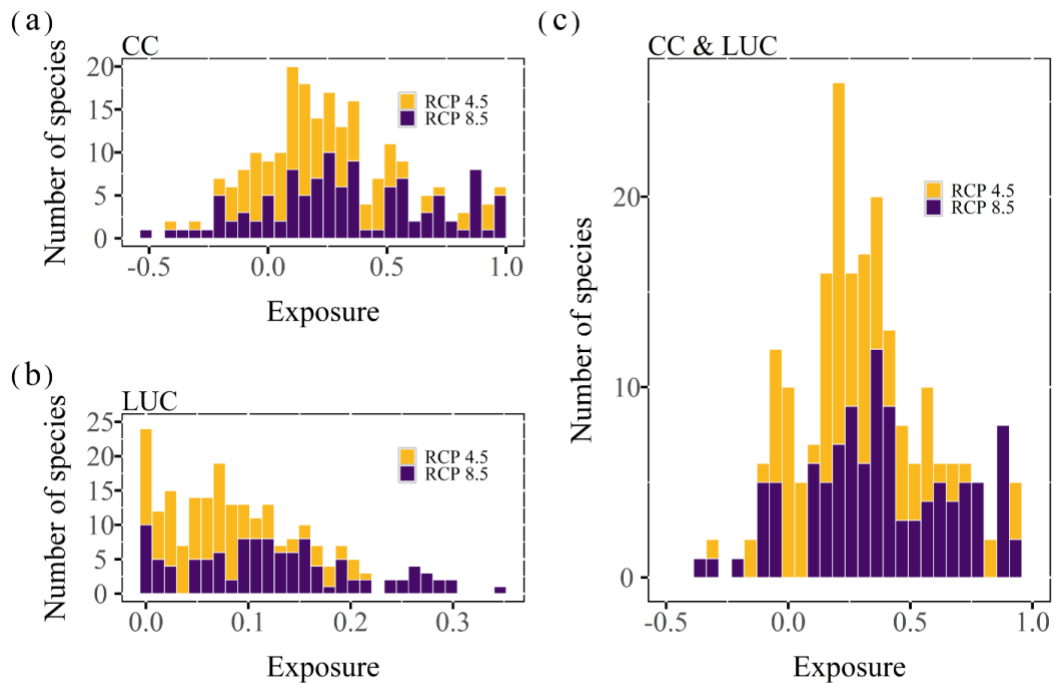 (a)
CC
Number of species
20
15
10
5
0
RCP 4.5
RCP 8.5
-0.5 0.0 0.5 1.0
Exposure
(b)
LUC
Number of species
25
20
15
10
5
0
RCP 4.5
RCP 8.5
0.0 0.1 0.2 0.3
Exposure
(c)
CC & LUC
Number of species
20
10
0
RCP 4.5
RCP 8.5
-0.5 0.0 0.5 1.0
Exposure